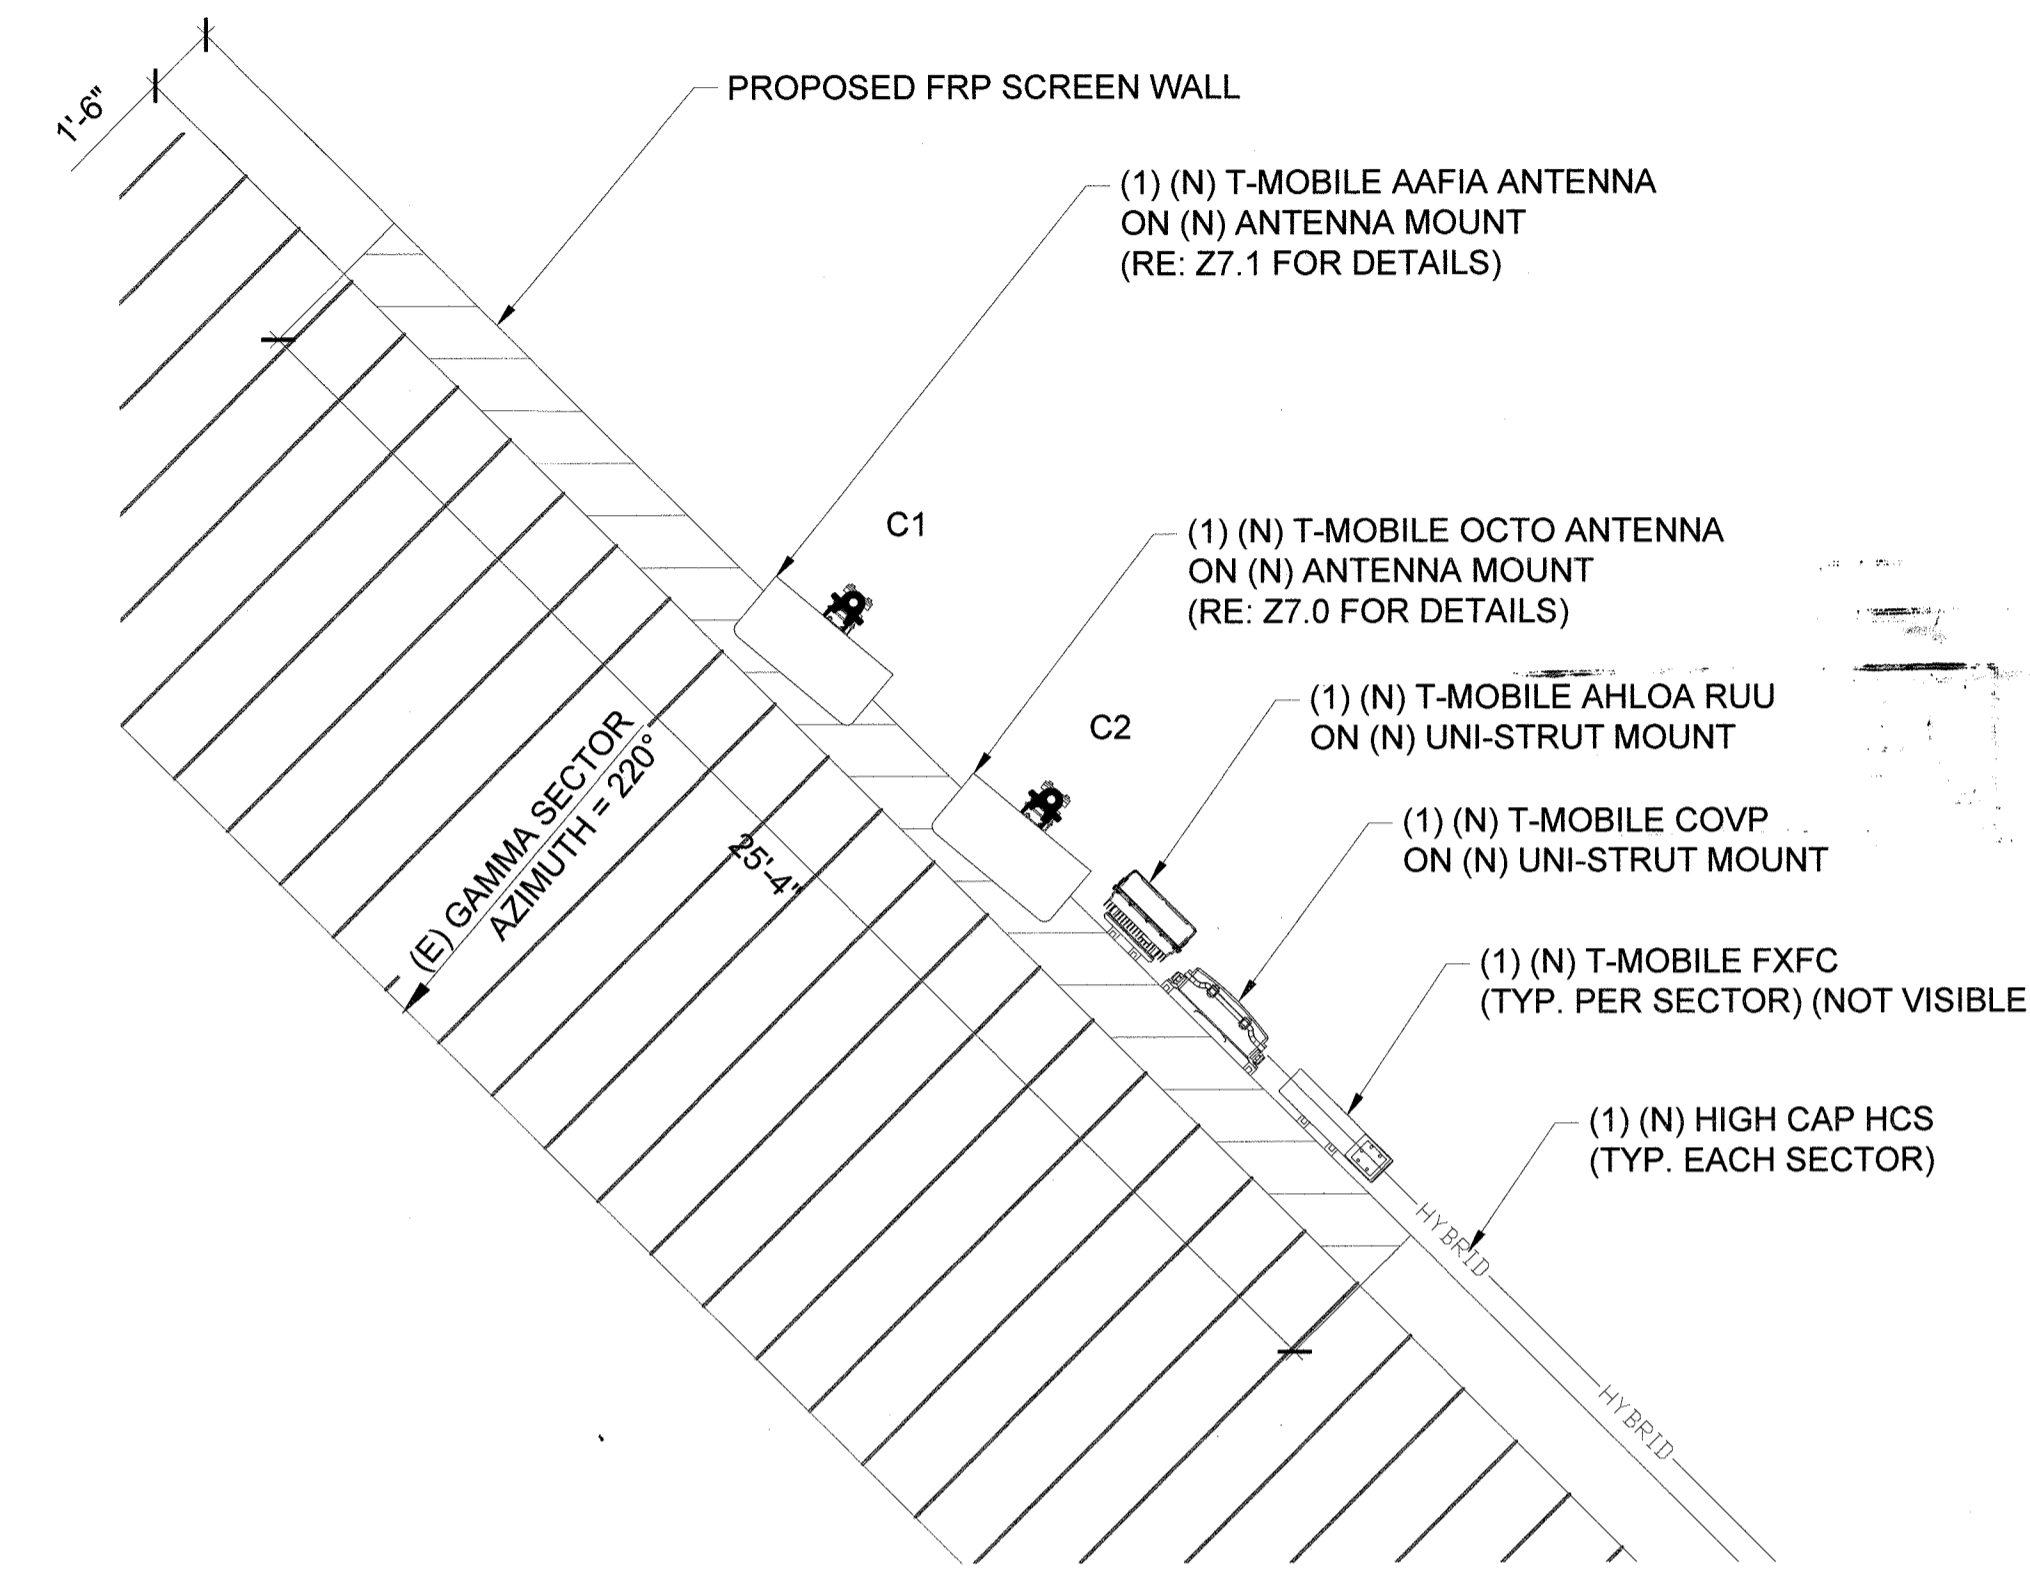 1'-6"
PROPOSED FRP SCREEN WALL
(1) (N) T-MOBILE AAFIA ANTENNA
ON (N) ANTENNA MOUNT
(RE: Z7.1 FOR DETAILS)
C1
(1) (N) T-MOBILE OCTO ANTENNA
ON (N) ANTENNA MOUNT
(RE: Z7.0 FOR DETAILS)
C2
(1) (N) T-MOBILE AHLOA RUU
ON (N) UNI-STRUT MOUNT
(E) GAMMA SECTOR
AZIMUTH = 220°
25'-4"
(1) (N) T-MOBILE COVP
ON (N) UNI-STRUT MOUNT
(1) (N) T-MOBILE FXFC
(TYP. PER SECTOR) (NOT VISIBLE
(1) (N) HIGH CAP HCS
(TYP. EACH SECTOR)
HYBRID
HYBRID